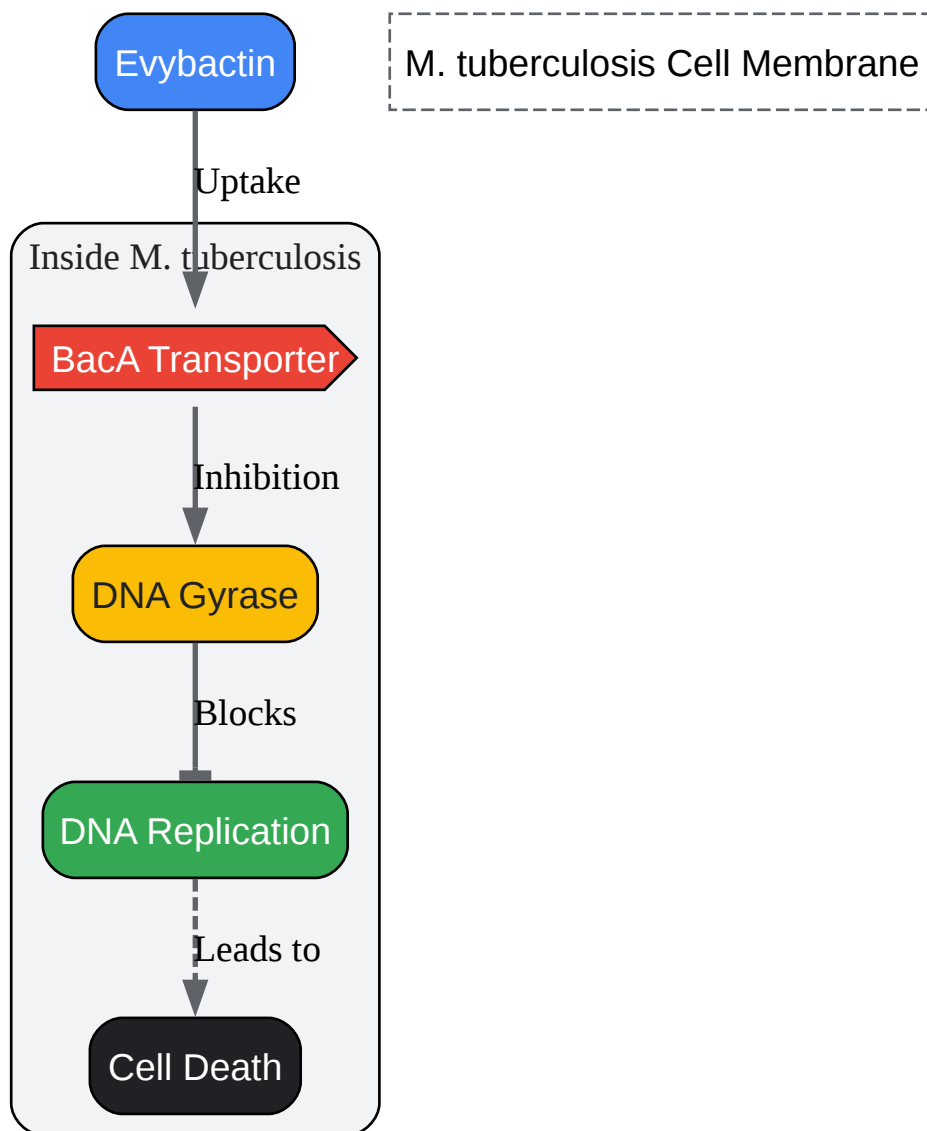 Evybactin
M. tuberculosis Cell Membrane
Uptake
Inside M. tuberculosis
BacA Transporter
Inhibition
DNA Gyrase
Blocks
DNA Replication
Leads to
Cell Death